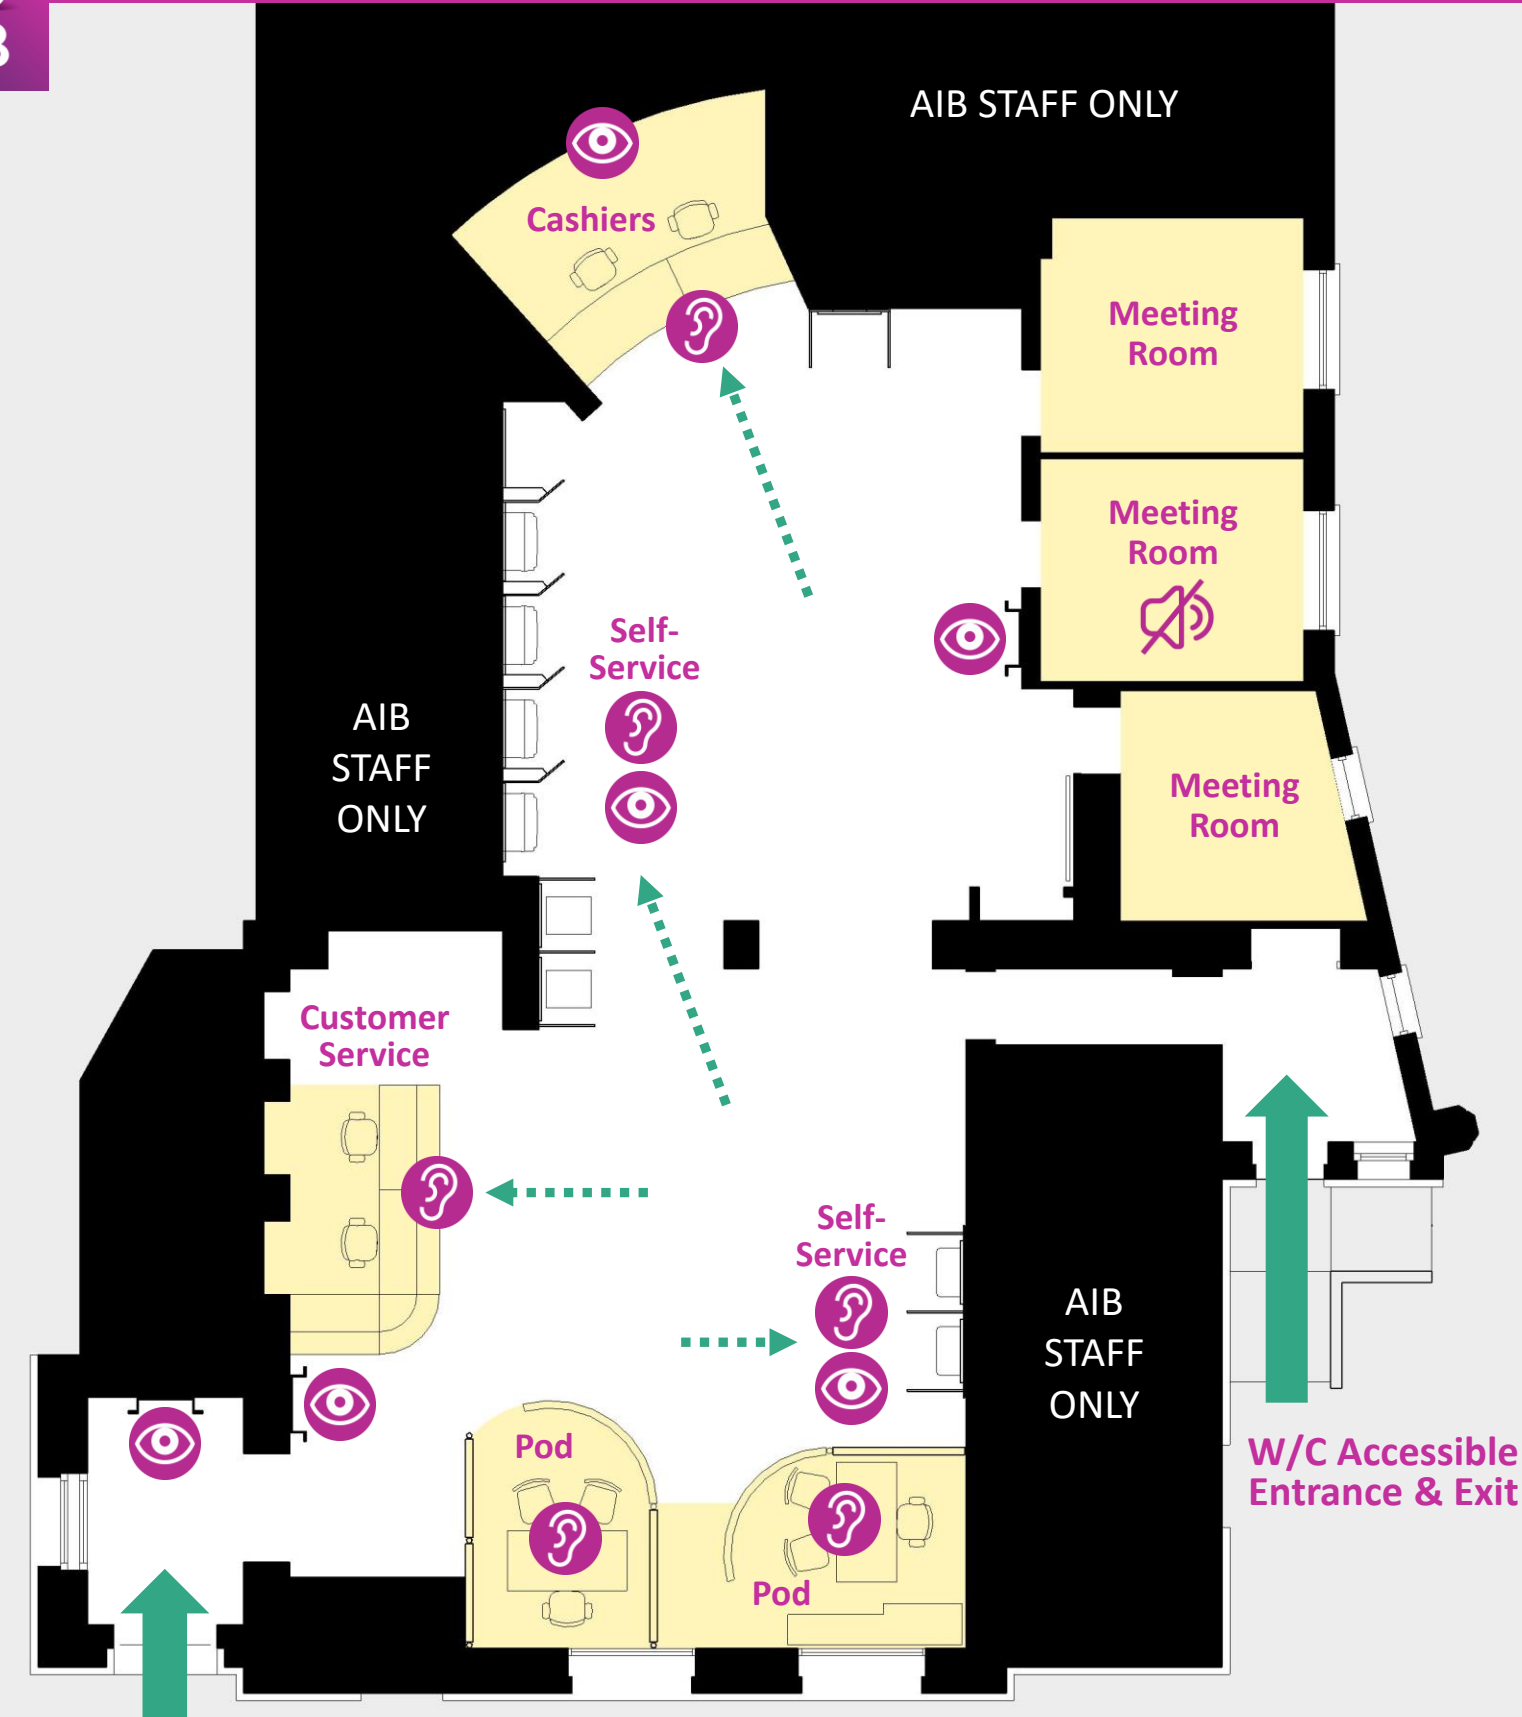 AIB STAFF ONLY
Cashiers
Meeting
Room
Meeting
Room
Self-
Service
AIB
STAFF
ONLY
Meeting
Room
Customer
Service
Self-
Service
AIB
STAFF
ONLY
Pod
W/C Accessible
Entrance & Exit
Pod